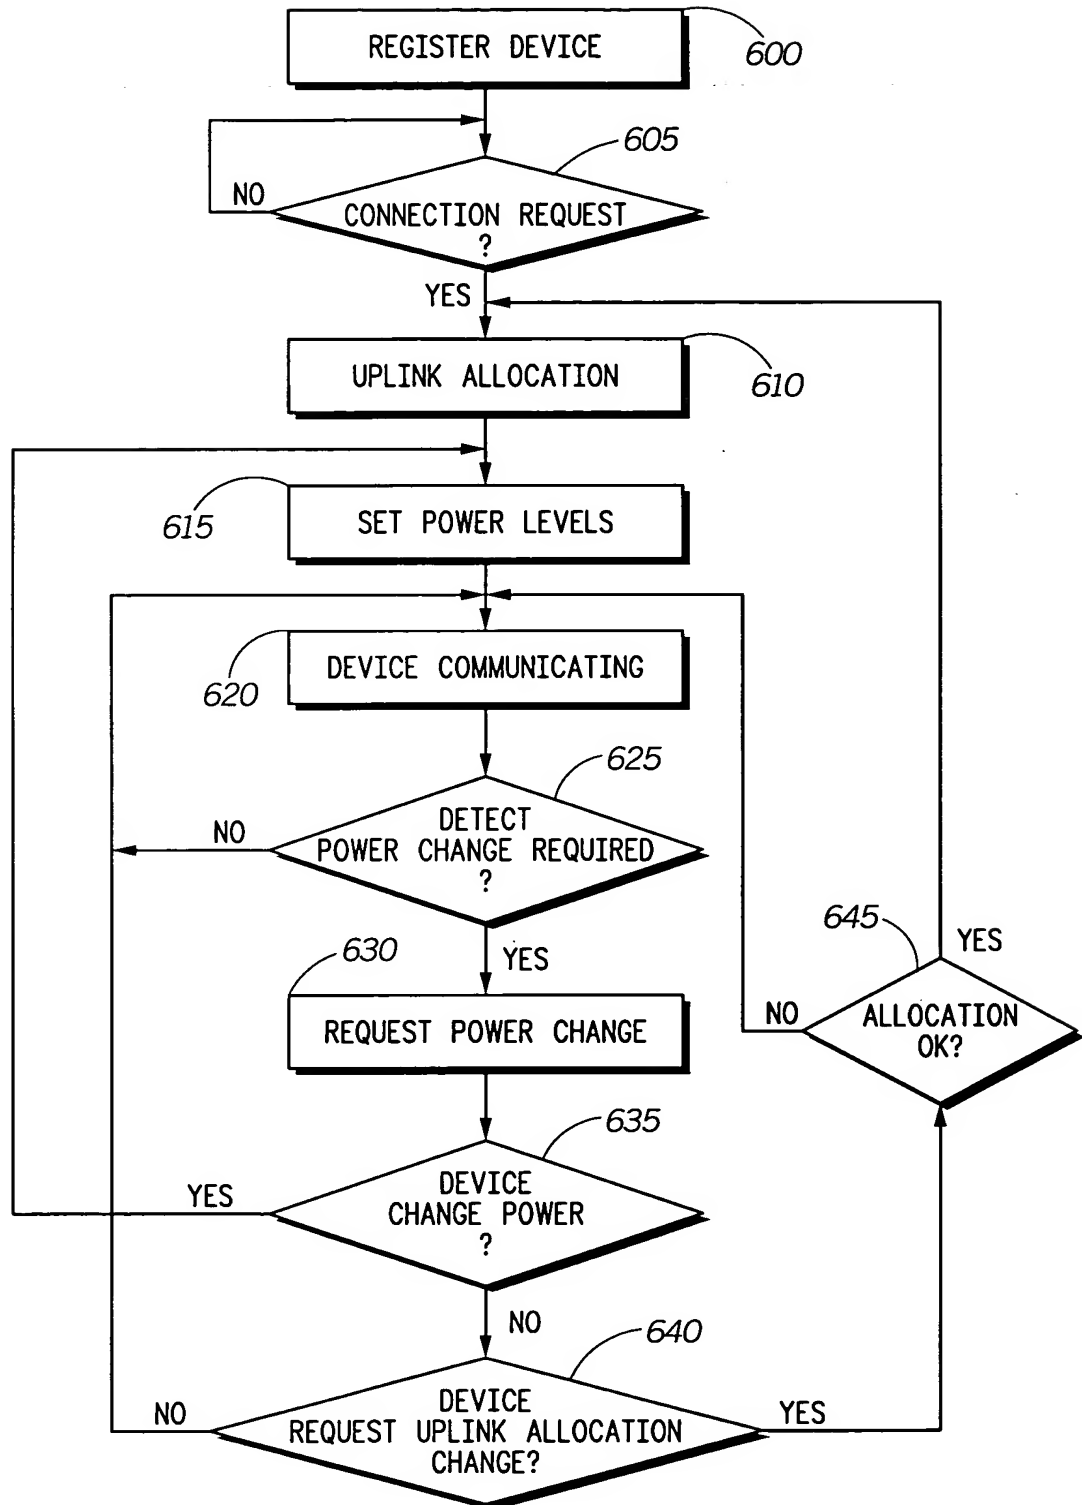 REGISTER DEVICE
600
605
NO
CONNECTION REQUEST
?
YES
UPLINK ALLOCATION
610
615
SET POWER LEVELS
DEVICE COMMUNICATING
620
625
NO
DETECT
POWER CHANGE REQUIRED
?
645
YES
630
YES
NO
ALLOCATION
OK?
REQUEST POWER CHANGE
635
YES
DEVICE
CHANGE POWER
?
NO
640
NO
DEVICE
REQUEST UPLINK ALLOCATION
CHANGE?
YES